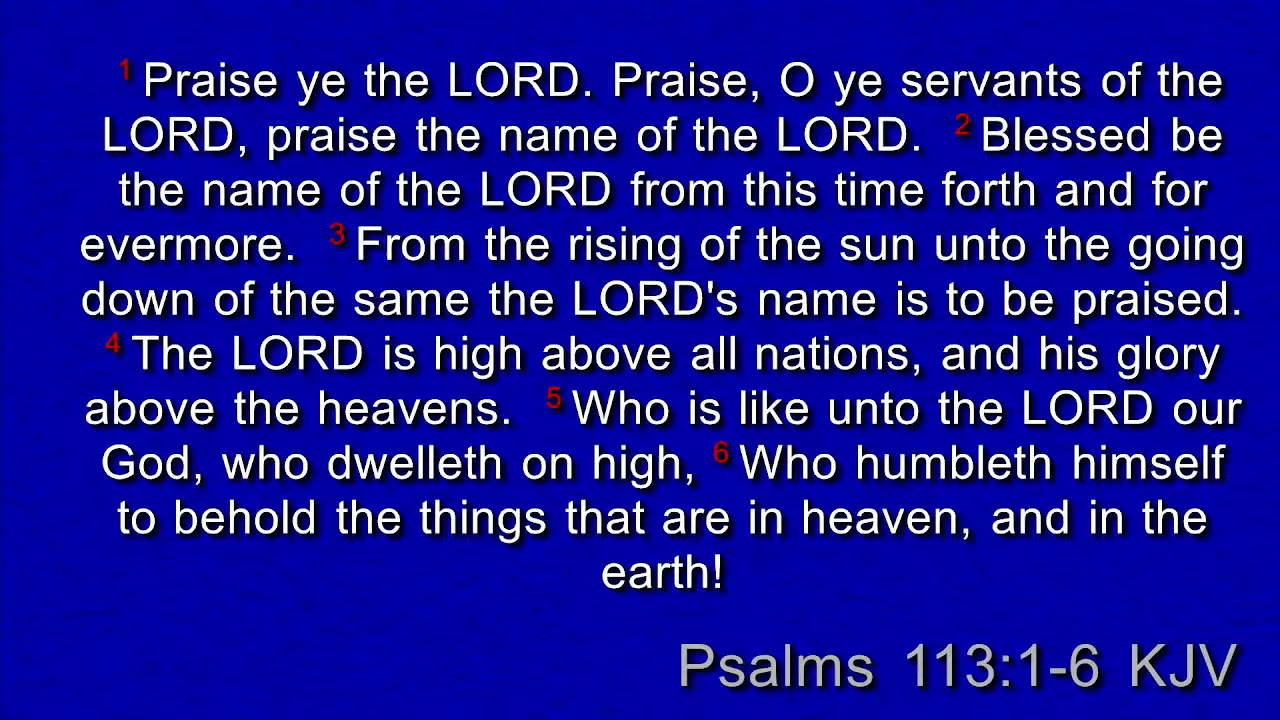 1 Praise ye the LORD. Praise, O ye servants of the
LORD, praise the name of the LORD. 2 Blessed be
the name of the LORD from this time forth and for
evermore. 3 From the rising of the sun unto the going
down of the same the LORD's name is to be praised.
4 The LORD is high above all nations, and his glory
above the heavens. 5 Who is like unto the LORD our
God, who dwelleth on high, 6 Who humbleth himself
to behold the things that are in heaven, and in the
earth!
Psalms 113:1-6 KJV